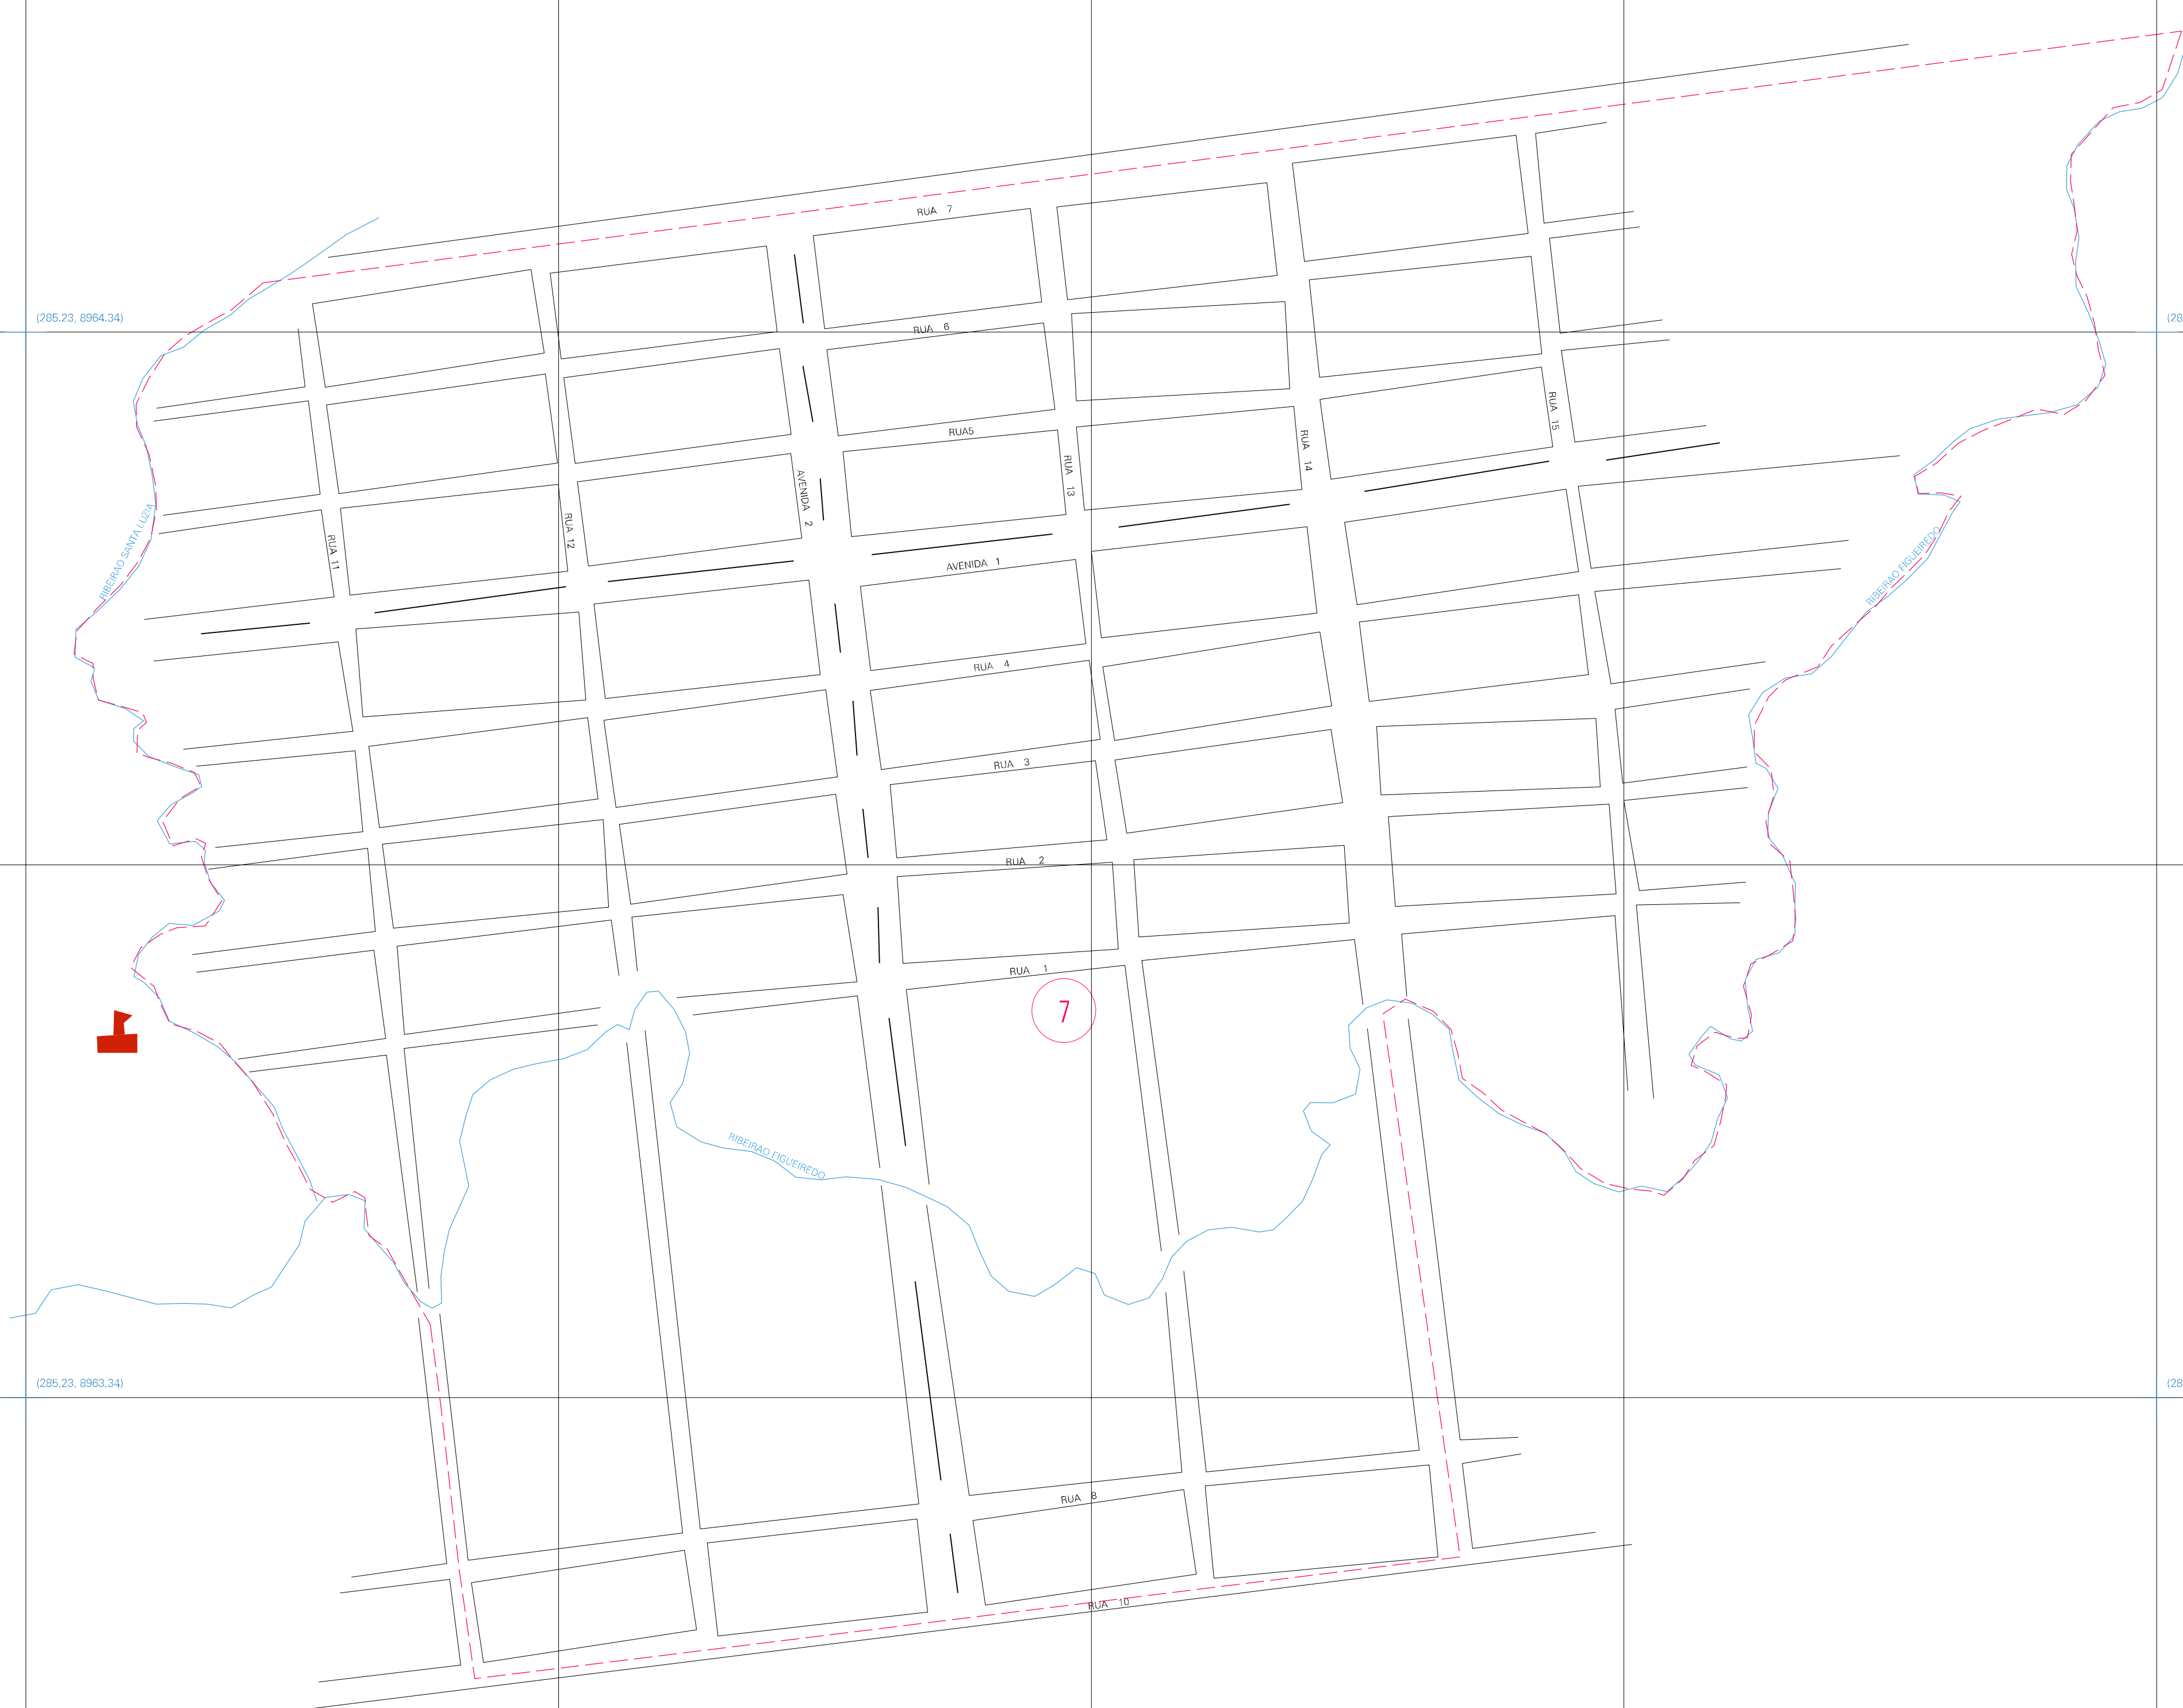 RUA 7
(285.23, 8964.34)
(28
RUA 6
RUA 15
RUA5
RUA 14
RUA 13
AVENIDA 2
RUA 12
RIBEIRAO SANTA LUZIA
RUA 11
RIBEIRAO FIGUEIREDO
AVENIDA 1
RUA 4
RUA 3
RUA 2
RUA 1
7
RIBEIRAO FIGUEIREDO
(285.23, 8963.34)
(28
RUA 8
RUA 10